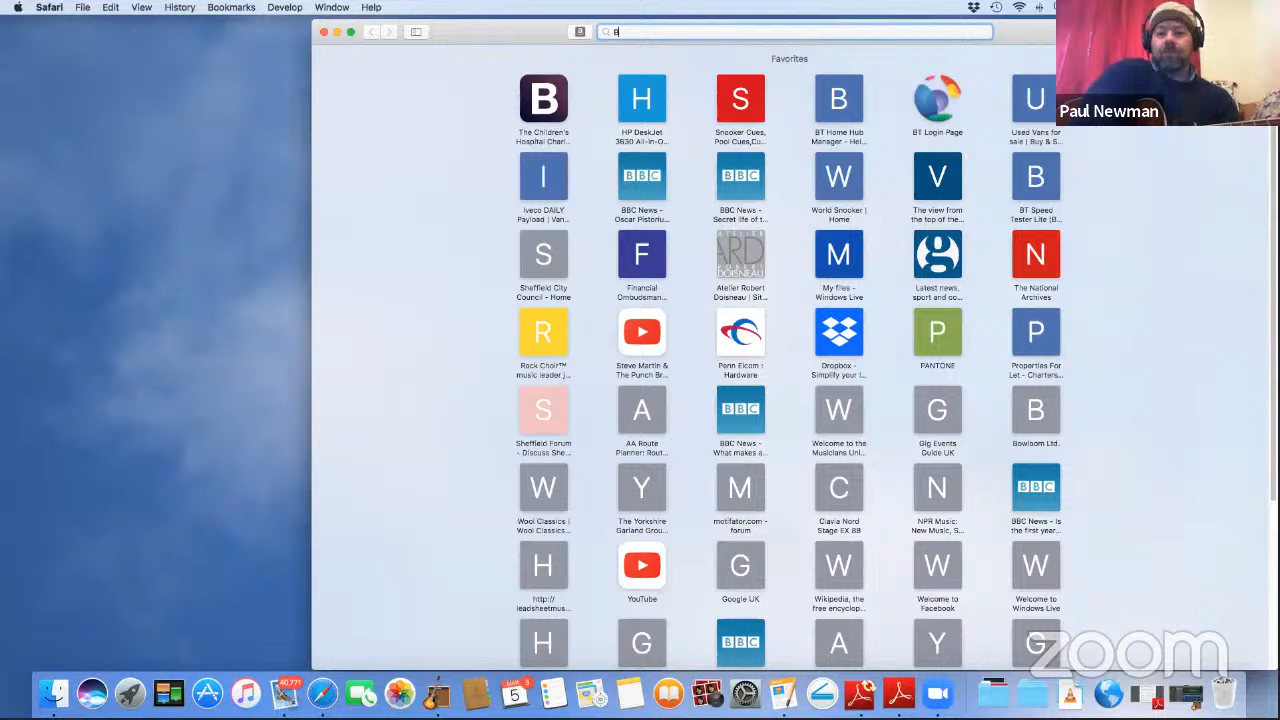 Safari File Edit View History Bookmarks Develop Window Help
B
Favorites
Paul Newman
B H S B U
The Children's
Hospital Chari...
HP DeskJet
3630 All-in-O...
Snooker Cues,
Pool Cues,Cu...
BT Home Hub
Manager - Hel...
BT Login Page
Used Vans for
sale | Buy & S...
I BBC BBC W V B
Iveco DAILY
Payload | Van...
BBC News -
Oscar Pistoriu...
BBC News -
Secret life of t...
World Snooker |
Home
The view from
the top of the...
BT Speed
Tester Lite (B...
S F ATELIER ARD ROBERT DOISNEAU M g N
Sheffield City
Council - Home
Financial
Ombudsman...
Atelier Robert
Doisneau | Sit...
My files -
Windows Live
Latest news,
sport and co...
The National
Archives
R P P
Rock Choir™
music leader j...
Steve Martin &
The Punch Br...
Penn Elcom :
Hardware
Dropbox -
Simplify your l...
PANTONE
Properties For
Let - Charters...
S A BBC W G B
Sheffield Forum
- Discuss She...
AA Route
Planner: Rout...
BBC News -
What makes a...
Welcome to the
Musicians Uni...
Gig Events
Guide UK
Bowloom Ltd.
W Y M C N BBC
Wool Classics |
Wool Classics...
The Yorkshire
Garland Grou...
motifator.com -
forum
Clavia Nord
Stage EX 88
NPR Music:
New Music, S...
BBC News - Is
the first year...
H G W W W
http://
leadsheetmus...
YouTube
Google UK
Wikipedia, the
free encyclop...
Welcome to
Facebook
Welcome to
Windows Live
H G BBC A Y G
zoom
40,771
MAR
5
3